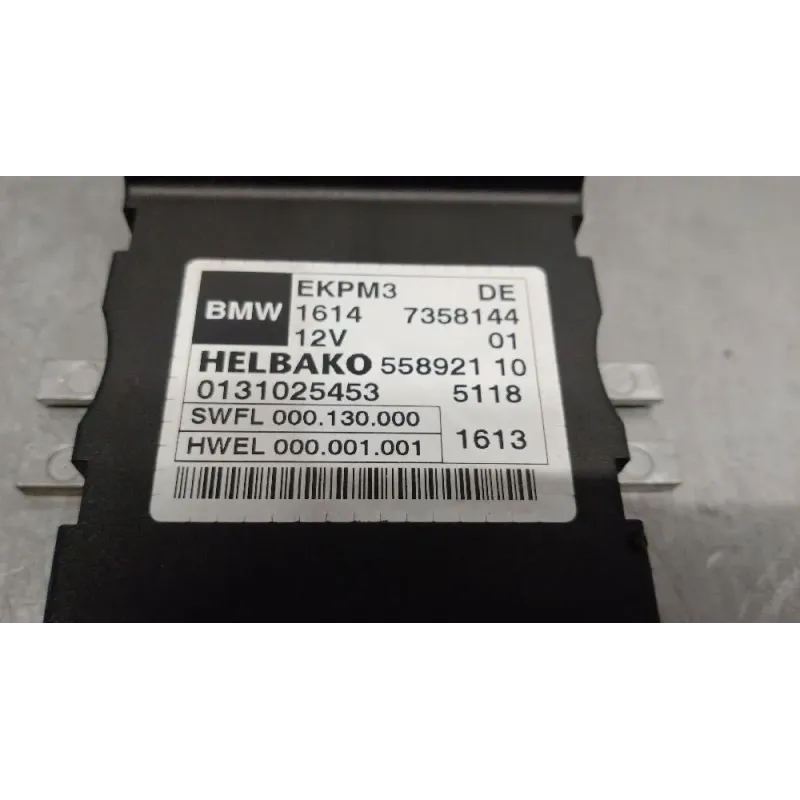 BMW EKPM3 DE
1614 7358144
12V 01
HELBAKO 558921 10
0131025453 5118
SWFL 000.130.000
HWEL 000.001.001 1613